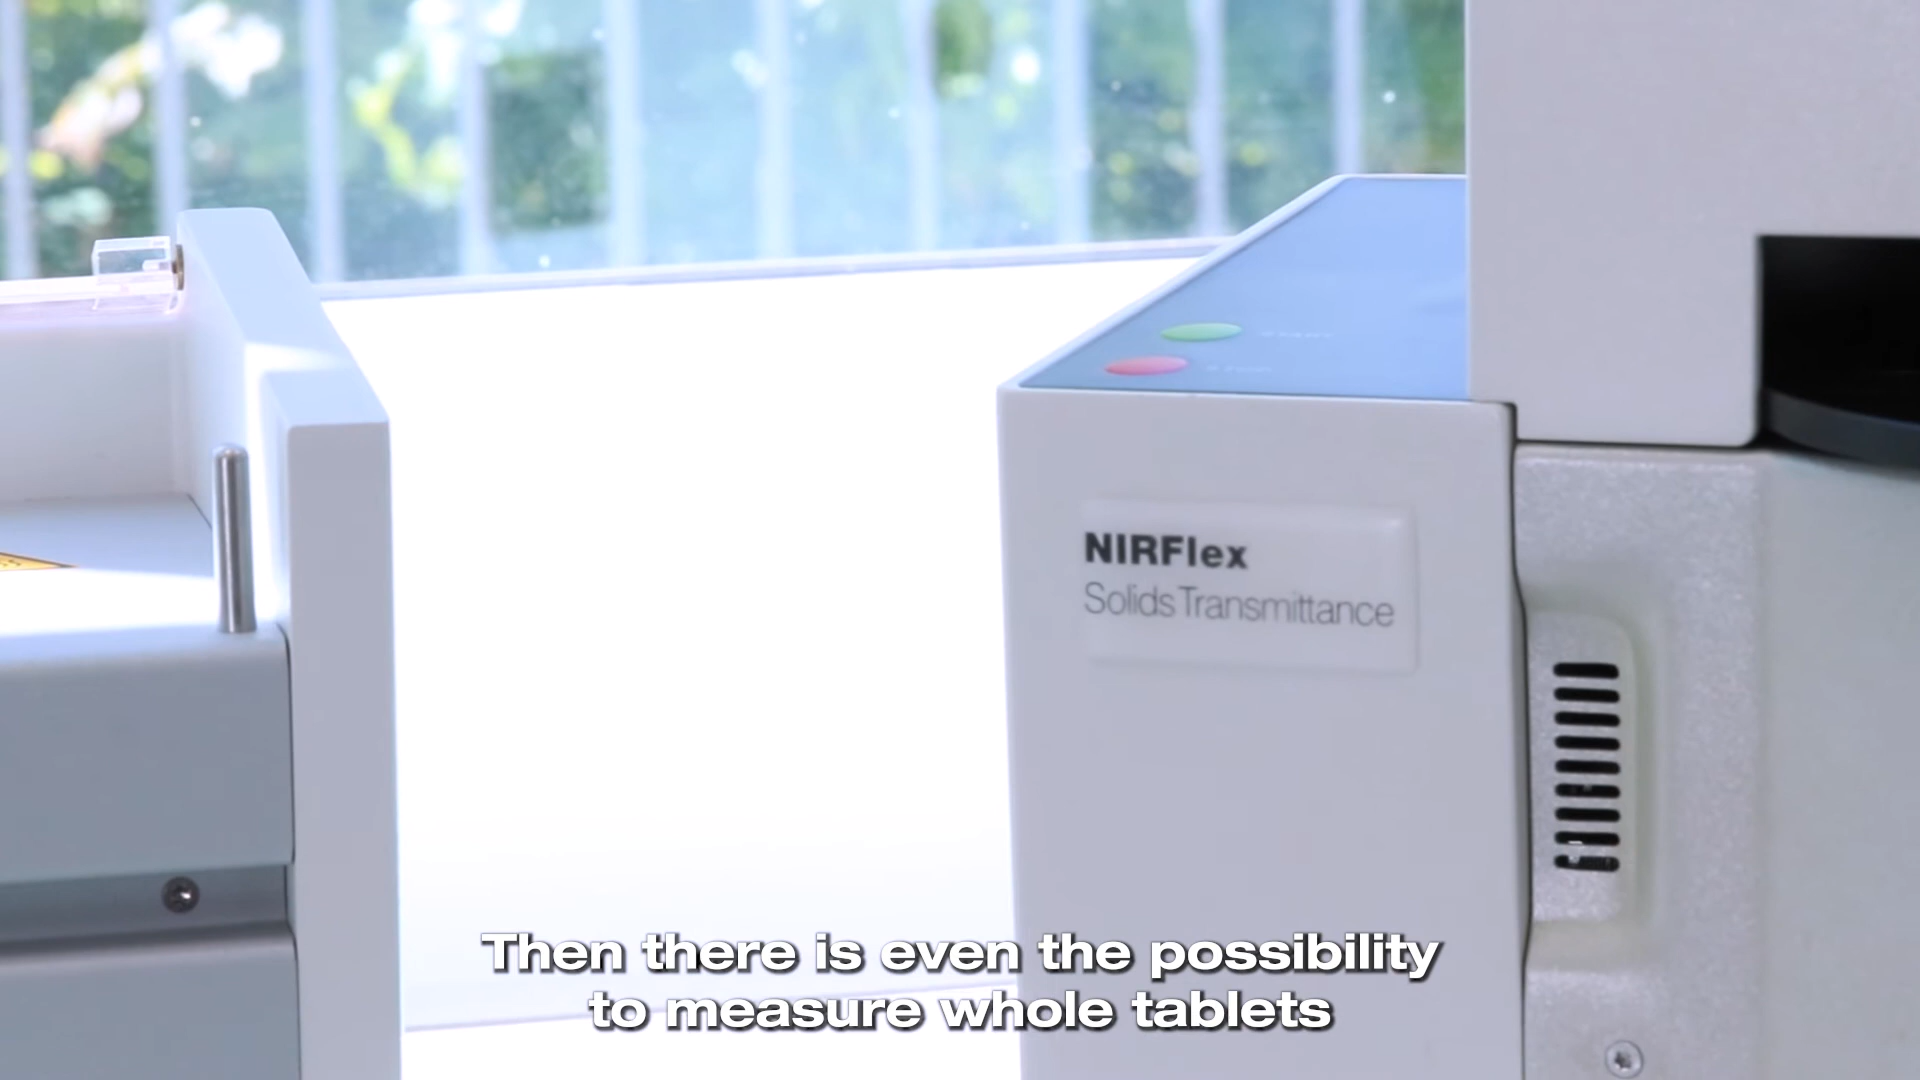 NIRFlex
Solids Transmittance
Then there is even the possibility
to measure whole tablets